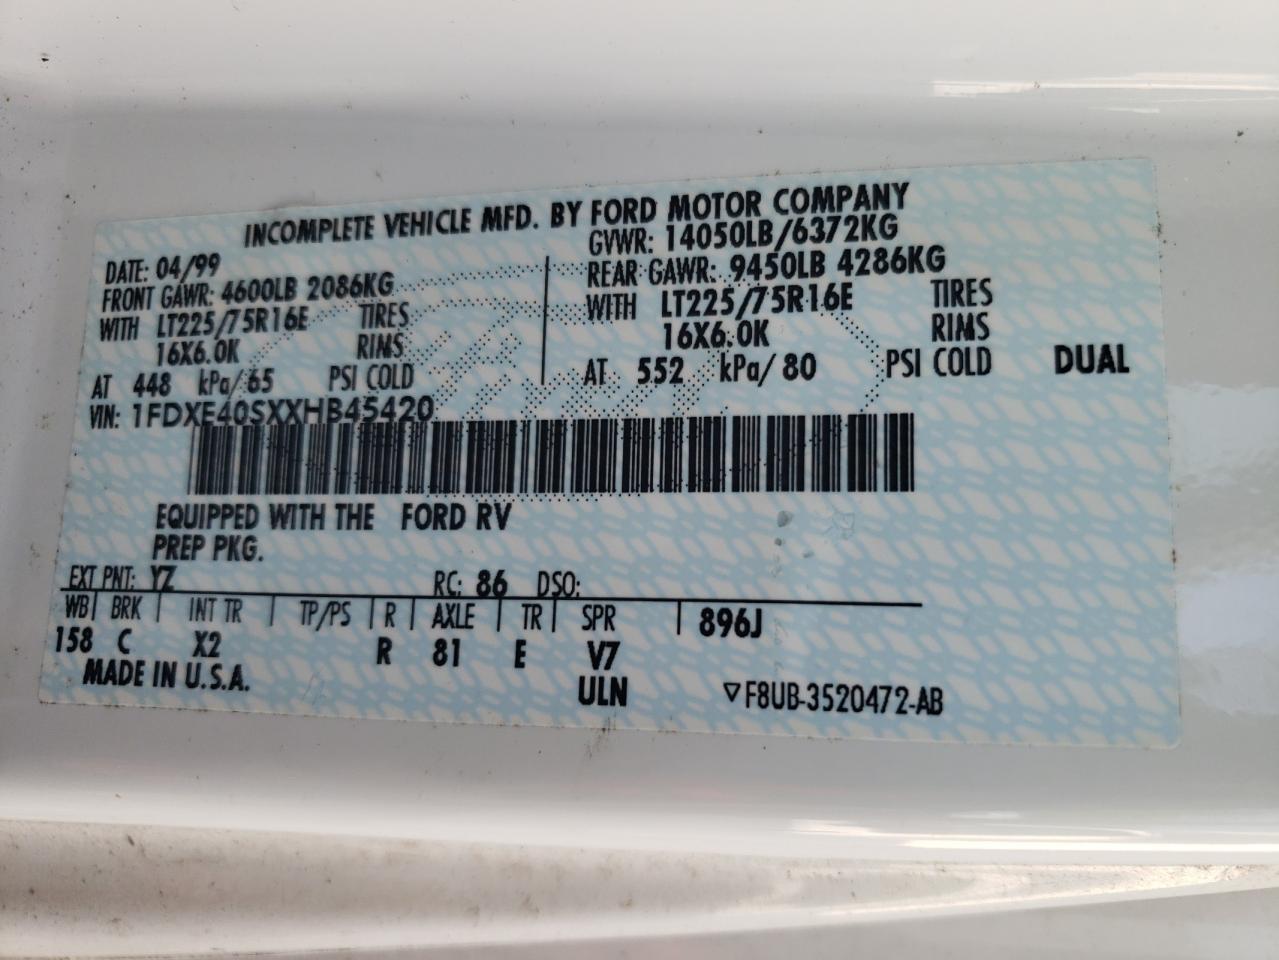 INCOMPLETE VEHICLE MFD. BY FORD MOTOR COMPANY
DATE: 04/99 GVWR: 14050LB/6372KG
FRONT GAWR: 4600LB 2086KG REAR GAWR: 9450LB 4286KG
WITH LT225/75R16E TIRES WITH LT225/75R16E TIRES
16X6.0K RIMS 16X6.0K RIMS
AT 448 kPa/65 PSI COLD AT 552 kPa/80 PSI COLD DUAL
VIN: 1FDXE40SXXHB45420
EQUIPPED WITH THE FORD RV
PREP PKG.
EXT PNT: YZ RC: 86 DSO:
WB| BRK | INT TR | TP/PS | R | AXLE | TR | SPR | 896J
158 C X2 R 81 E V7
MADE IN U.S.A. ULN ▽F8UB-3520472-AB